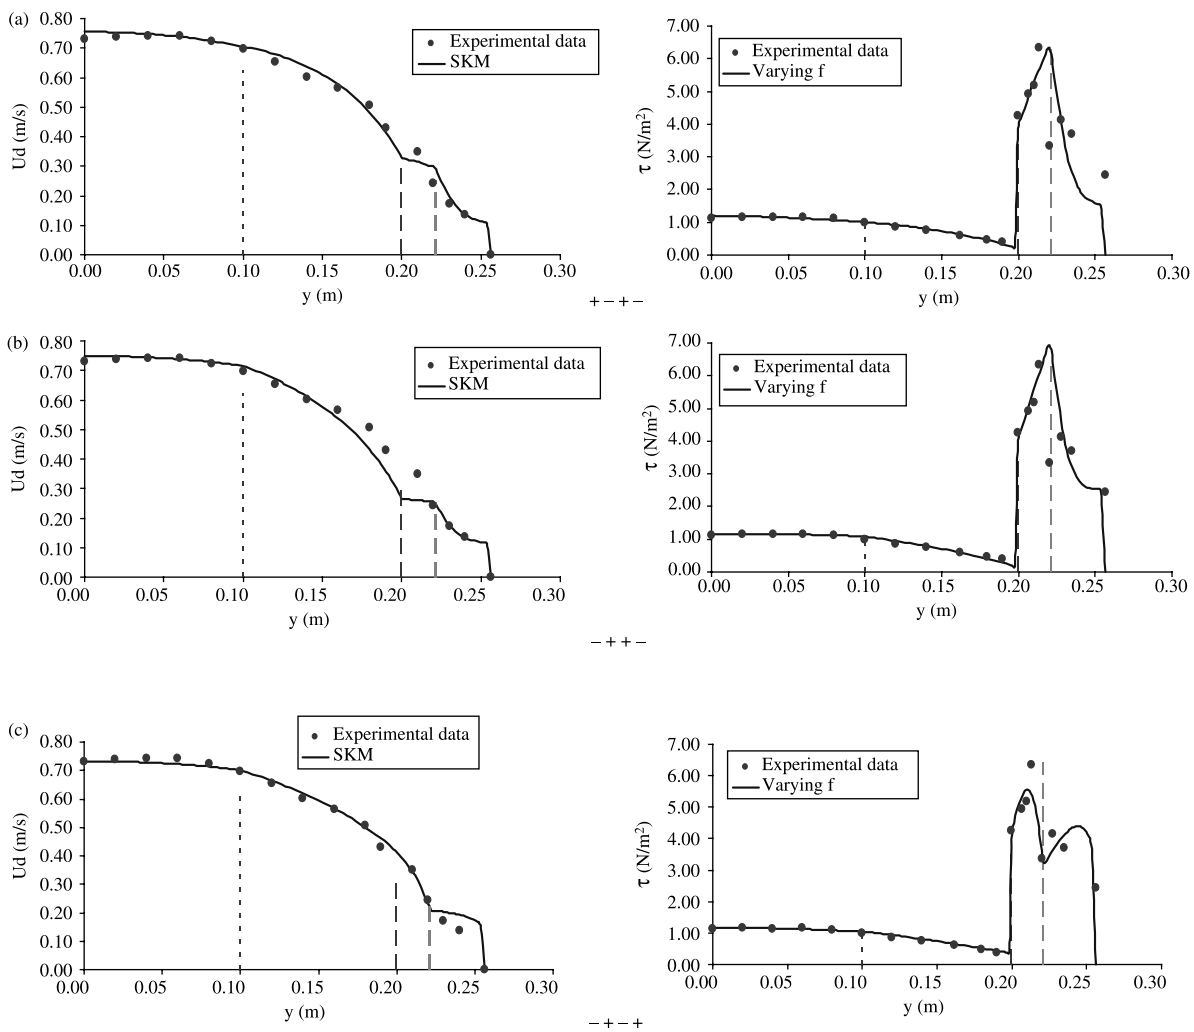 (a)
0.80
0.70
0.60
0.50
0.40
0.30
0.20
0.10
0.00
Ud (m/s)
Experimental data
SKM
0.00 0.05 0.10 0.15 0.20 0.25 0.30
y (m)
7.00
6.00
5.00
4.00
3.00
2.00
1.00
0.00
τ (N/m²)
Experimental data
Varying f
0.00 0.05 0.10 0.15 0.20 0.25 0.30
y (m)
+ − + −
(b)
0.80
0.70
0.60
0.50
0.40
0.30
0.20
0.10
0.00
Ud (m/s)
Experimental data
SKM
0.00 0.05 0.10 0.15 0.20 0.25 0.30
y (m)
7.00
6.00
5.00
4.00
3.00
2.00
1.00
0.00
τ (N/m²)
Experimental data
Varying f
0.00 0.05 0.10 0.15 0.20 0.25 0.30
y (m)
− + + −
(c)
0.80
0.70
0.60
0.50
0.40
0.30
0.20
0.10
0.00
Ud (m/s)
Experimental data
SKM
0.00 0.05 0.10 0.15 0.20 0.25 0.30
y (m)
7.00
6.00
5.00
4.00
3.00
2.00
1.00
0.00
τ (N/m²)
Experimental data
Varying f
0.00 0.05 0.10 0.15 0.20 0.25 0.30
y (m)
− + − +